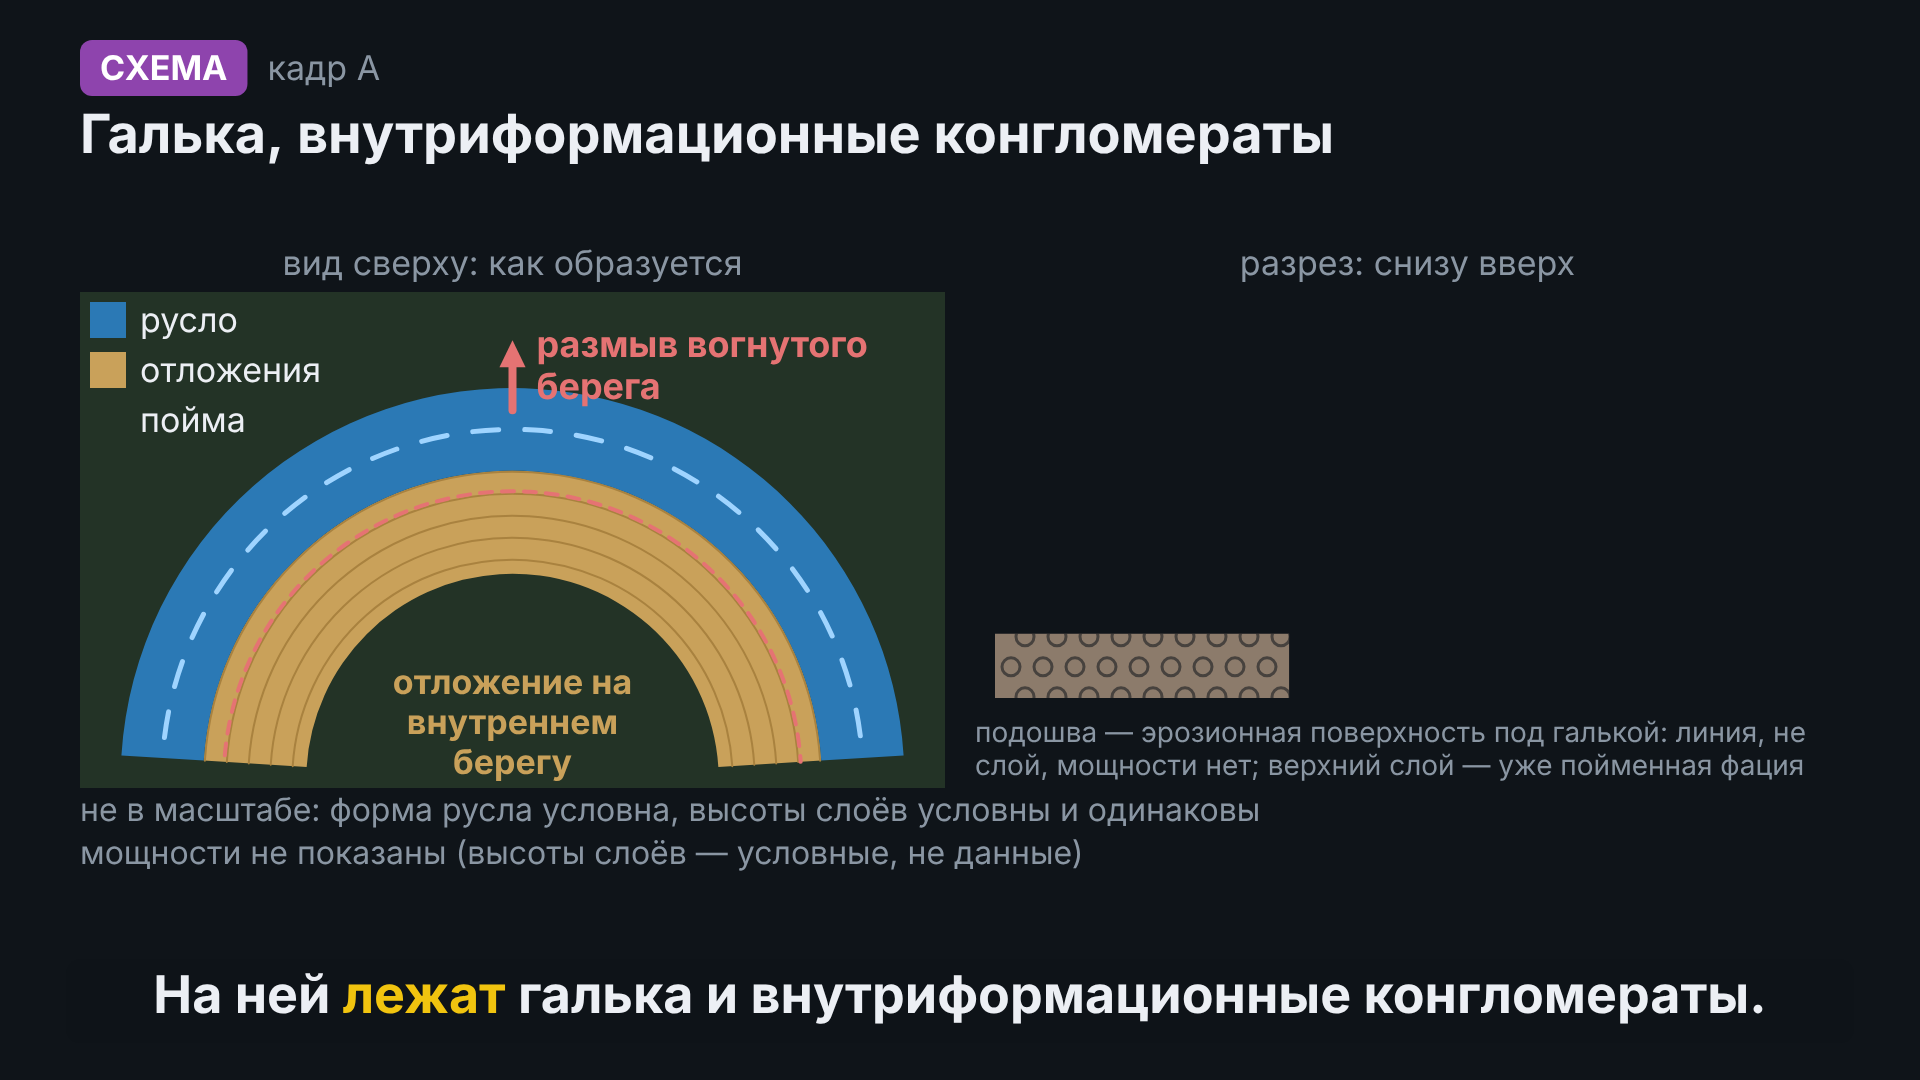 СХЕМА кадр А
Галька, внутриформационные конгломераты
вид сверху: как образуется
разрез: снизу вверх
русло
отложения
пойма
размыв вогнутого
берега
отложение на
внутреннем
берегу
подошва — эрозионная поверхность под галькой: линия, не
слой, мощности нет; верхний слой — уже пойменная фация
не в масштабе: форма русла условна, высоты слоёв условны и одинаковы
мощности не показаны (высоты слоёв — условные, не данные)
На ней лежат галька и внутриформационные конгломераты.